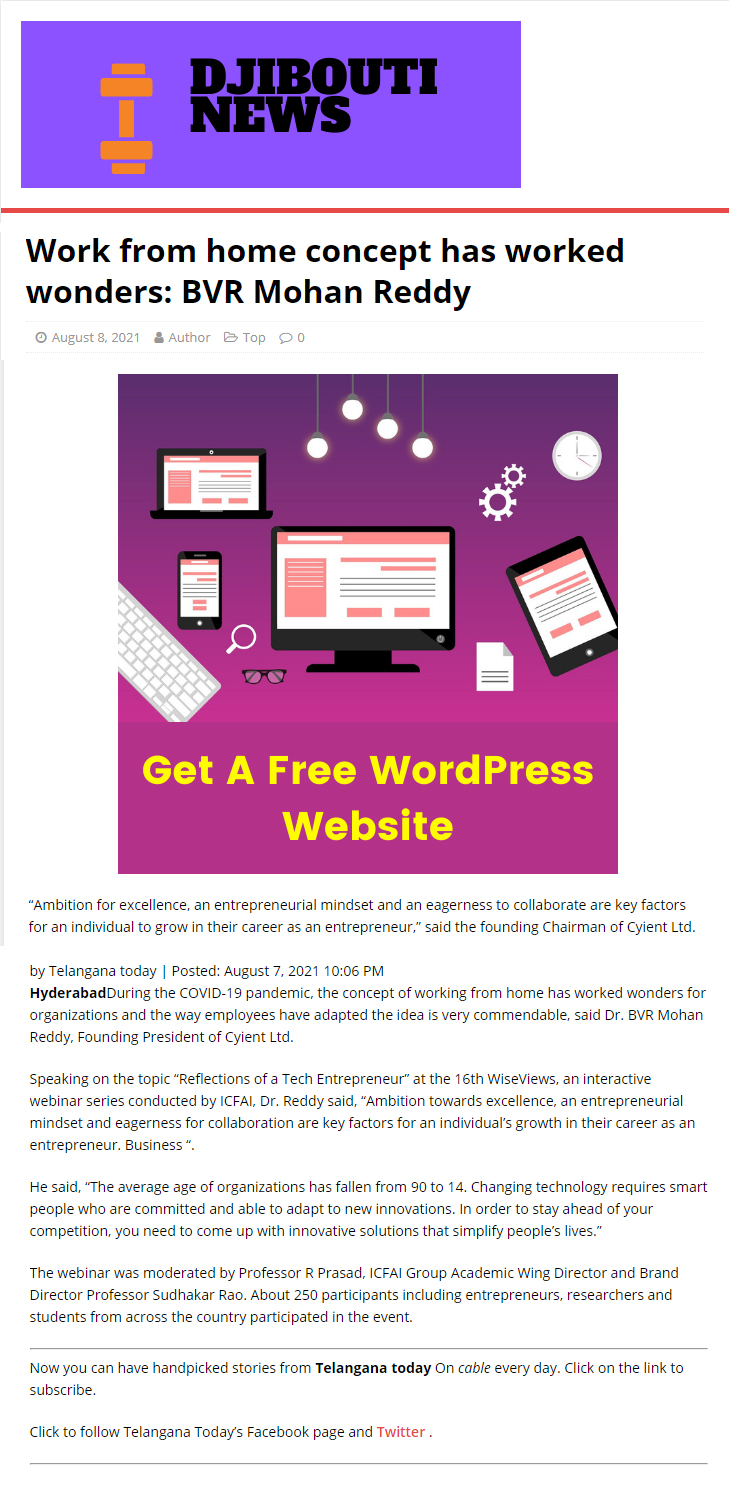 DJIBOUTI
NEWS
Work from home concept has worked
wonders: BVR Mohan Reddy
August 8, 2021 Author Top 0
Get A Free WordPress
Website
“Ambition for excellence, an entrepreneurial mindset and an eagerness to collaborate are key factors
for an individual to grow in their career as an entrepreneur,” said the founding Chairman of Cyient Ltd.
by Telangana today | Posted: August 7, 2021 10:06 PM
HyderabadDuring the COVID-19 pandemic, the concept of working from home has worked wonders for
organizations and the way employees have adapted the idea is very commendable, said Dr. BVR Mohan
Reddy, Founding President of Cyient Ltd.
Speaking on the topic “Reflections of a Tech Entrepreneur” at the 16th WiseViews, an interactive
webinar series conducted by ICFAI, Dr. Reddy said, “Ambition towards excellence, an entrepreneurial
mindset and eagerness for collaboration are key factors for an individual’s growth in their career as an
entrepreneur. Business “.
He said, “The average age of organizations has fallen from 90 to 14. Changing technology requires smart
people who are committed and able to adapt to new innovations. In order to stay ahead of your
competition, you need to come up with innovative solutions that simplify people’s lives.”
The webinar was moderated by Professor R Prasad, ICFAI Group Academic Wing Director and Brand
Director Professor Sudhakar Rao. About 250 participants including entrepreneurs, researchers and
students from across the country participated in the event.
Now you can have handpicked stories from Telangana today On cable every day. Click on the link to
subscribe.
Click to follow Telangana Today’s Facebook page and Twitter .